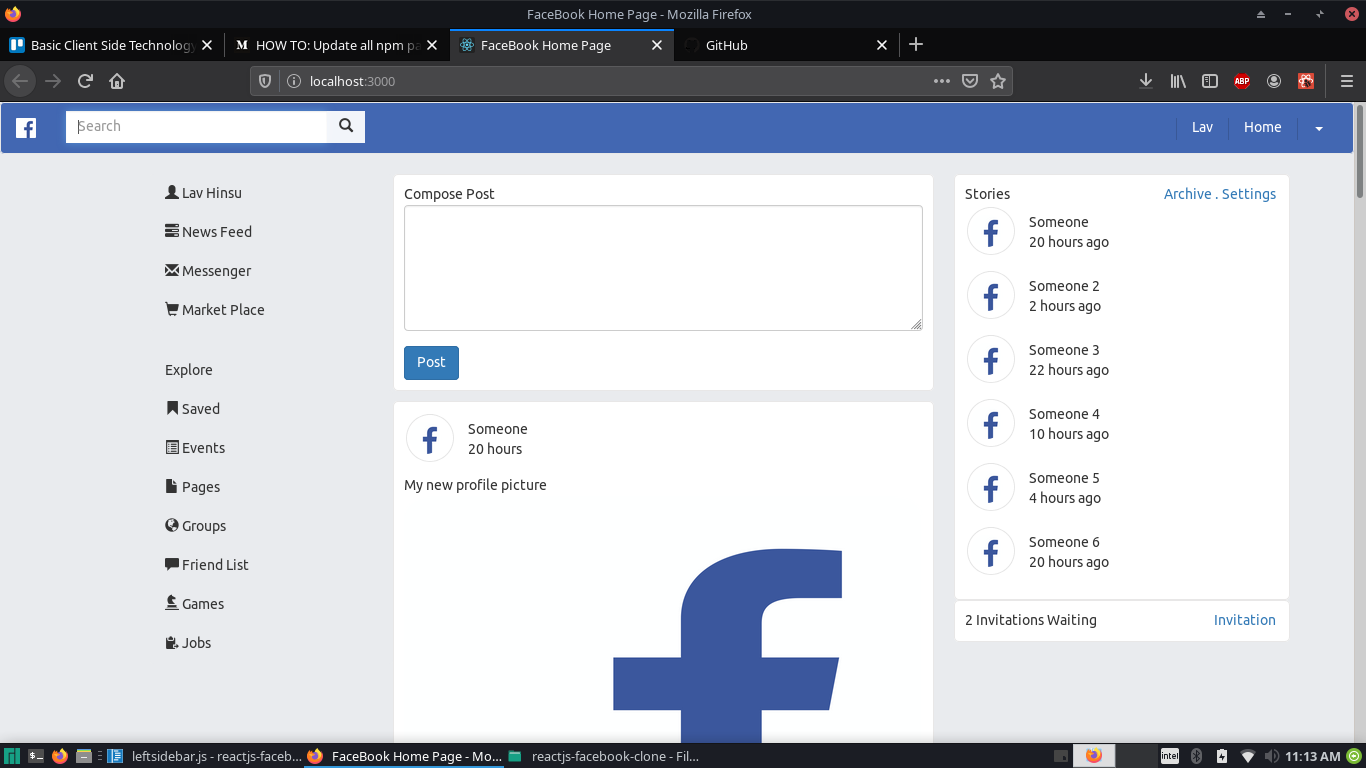 FaceBook Home Page - Mozilla Firefox
Basic Client Side Technology
HOW TO: Update all npm pa
FaceBook Home Page
GitHub
localhost:3000
ABP
Search
Lav
Home
Lav Hinsu
News Feed
Messenger
Market Place
Explore
Saved
Events
Pages
Groups
Friend List
Games
Jobs
Compose Post
Post
Someone
20 hours
My new profile picture
Stories
Archive . Settings
Someone
20 hours ago
Someone 2
2 hours ago
Someone 3
22 hours ago
Someone 4
10 hours ago
Someone 5
4 hours ago
Someone 6
20 hours ago
2 Invitations Waiting
Invitation
leftsidebar.js - reactjs-faceb...
FaceBook Home Page - Mo...
reactjs-facebook-clone - Fil...
intel
11:13 AM